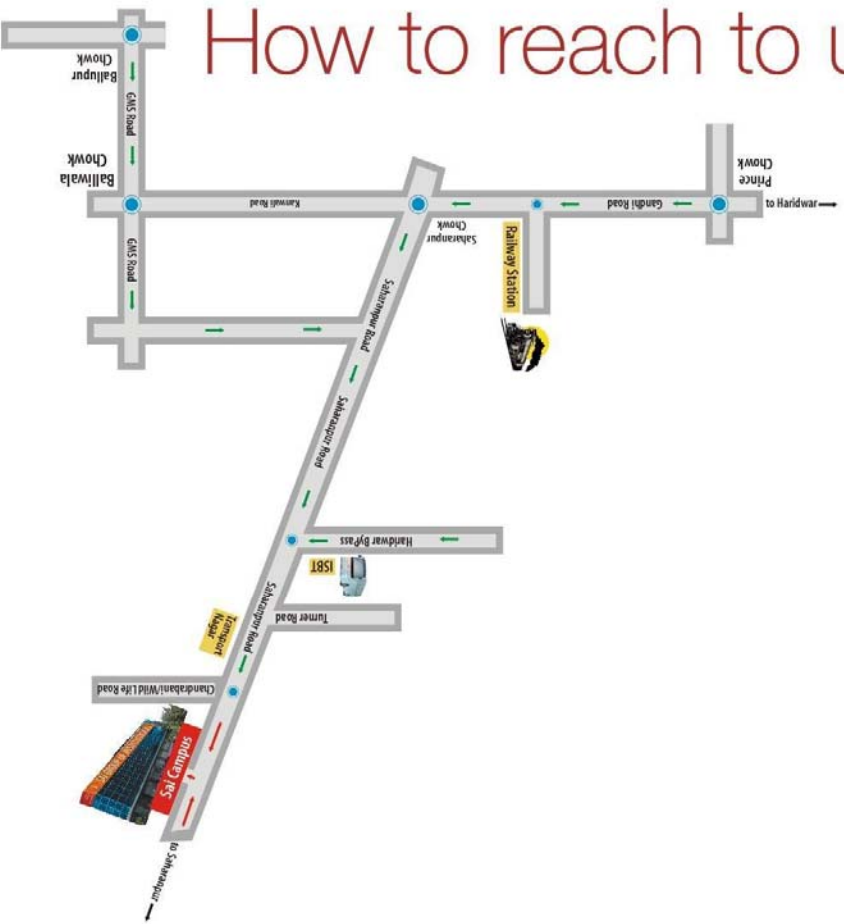 How to reach to u
Ballupur
Chowk
GMS Road
Balliwala
Chowk
Kanwali Road
Saharanpur
Chowk
Gandhi Road
Prince
Chowk
to Haridwar
GMS Road
Railway Station
Saharanpur Road
Saharanpur Road
Haridwar ByPass
ISBT
Saharanpur Road
Turner Road
Transport
Nagar
Chandrabani/Wild Life Road
Sai Campus
to Saharanpur